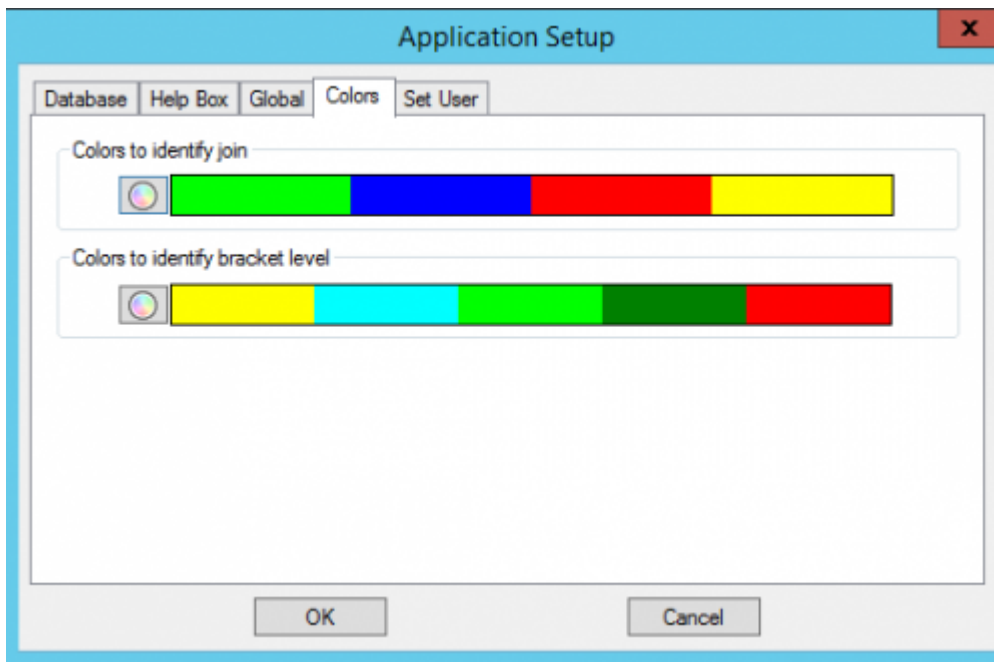 Application Setup
x
Database Help Box Global Colors Set User
Colors to identify join
Colors to identify bracket level
OK Cancel